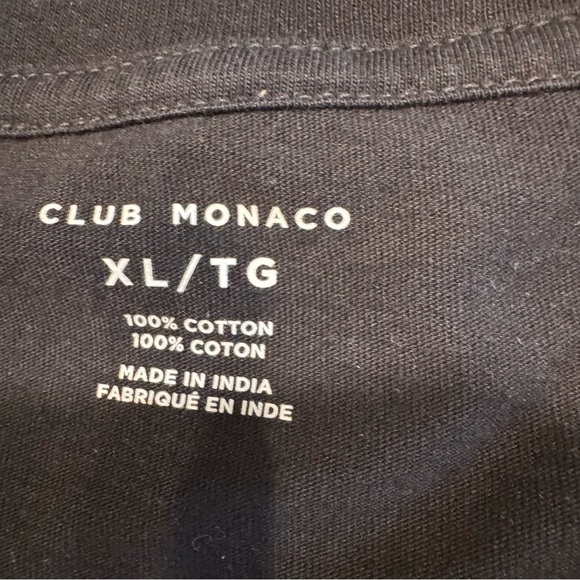 CLUB MONACO
XL/TG
100% COTTON
100% COTON
MADE IN INDIA
FABRIQUÉ EN INDE